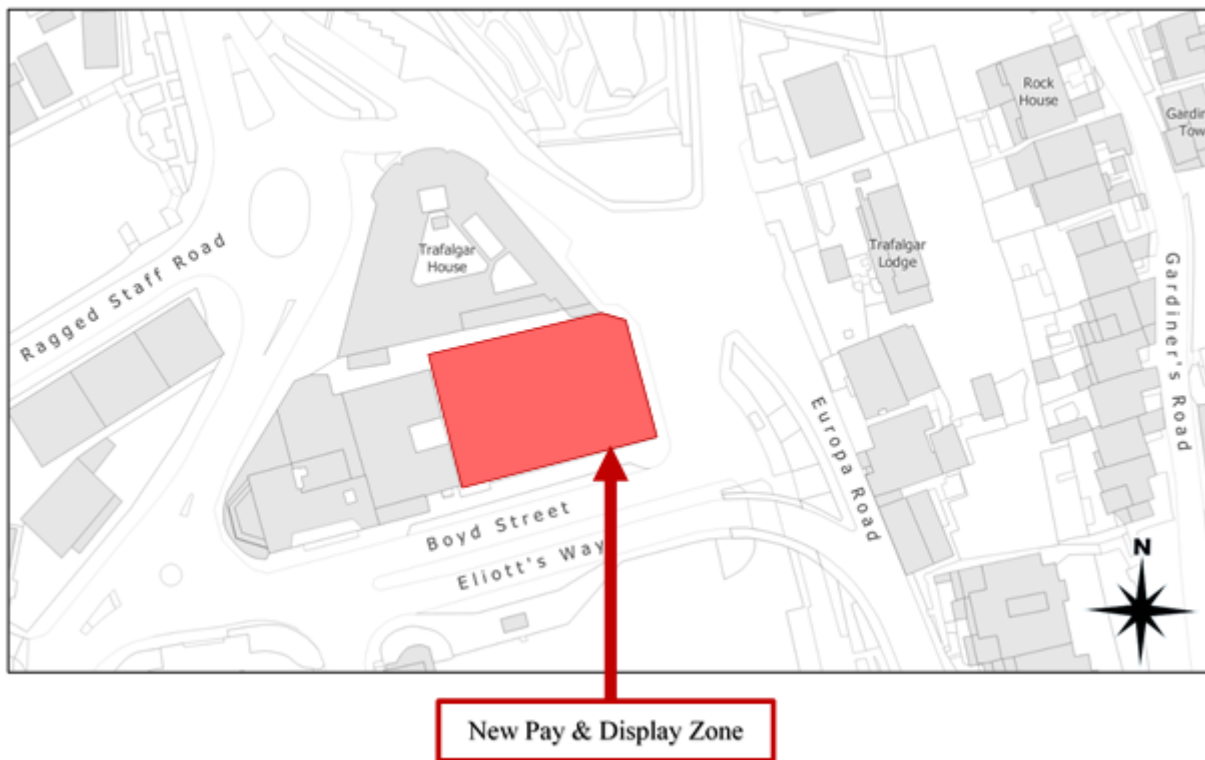 Rock
House
Gardin
Tow
Trafalgar
House
Trafalgar
Lodge
Ragged Staff Road
Gardiner's Road
Europa Road
Boyd Street
Eliott's Way
N
New Pay & Display Zone